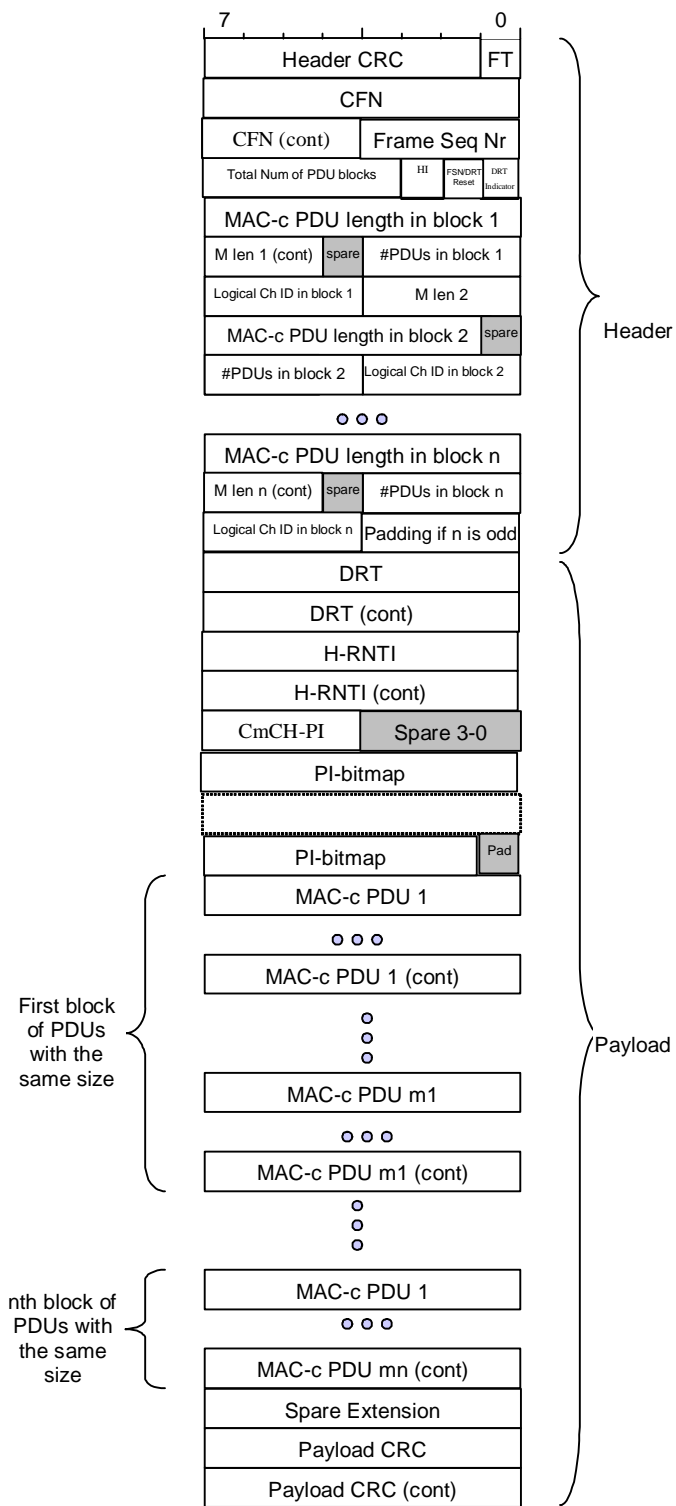 7 0
Header CRC FT
CFN
CFN (cont) Frame Seq Nr
Total Num of PDU blocks HI FSN/DRT Reset DRT Indicator
MAC-c PDU length in block 1
M len 1 (cont) spare #PDUs in block 1
Logical Ch ID in block 1 M len 2
MAC-c PDU length in block 2 spare
#PDUs in block 2 Logical Ch ID in block 2
Header
MAC-c PDU length in block n
M len n (cont) spare #PDUs in block n
Logical Ch ID in block n Padding if n is odd
DRT
DRT (cont)
H-RNTI
H-RNTI (cont)
CmCH-PI Spare 3-0
PI-bitmap
PI-bitmap Pad
MAC-c PDU 1
MAC-c PDU 1 (cont)
First block
of PDUs
with the
same size
Payload
MAC-c PDU m1
MAC-c PDU m1 (cont)
MAC-c PDU 1
nth block of
PDUs with
the same
size
MAC-c PDU mn (cont)
Spare Extension
Payload CRC
Payload CRC (cont)